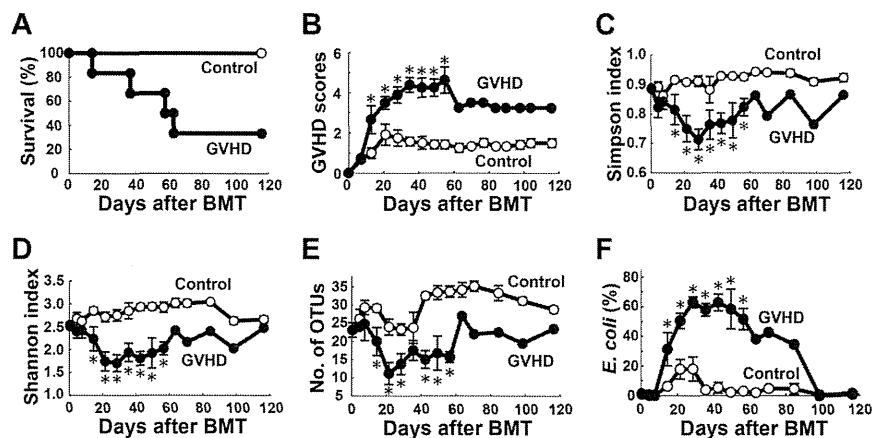 A
Survival (%)
100
80
60
40
20
0
Control
GVHD
0 20 40 60 80 100 120
Days after BMT
B
GVHD scores
6
4
2
0
* * * * * * *
GVHD
Control
0 20 40 60 80 100 120
Days after BMT
C
Simpson index
1.0
0.9
0.8
0.7
0.6
Control
GVHD
* * * * * * *
0 20 40 60 80 100 120
Days after BMT
D
Shannon index
3.5
3.0
2.5
2.0
1.5
1.0
Control
GVHD
* * * * * * *
0 20 40 60 80 100 120
Days after BMT
E
No. of OTUs
35
30
25
20
15
10
5
Control
GVHD
* * * * * *
0 20 40 60 80 100 120
Days after BMT
F
E. coli (%)
80
60
40
20
0
* * * * * * *
GVHD
Control
0 20 40 60 80 100 120
Days after BMT